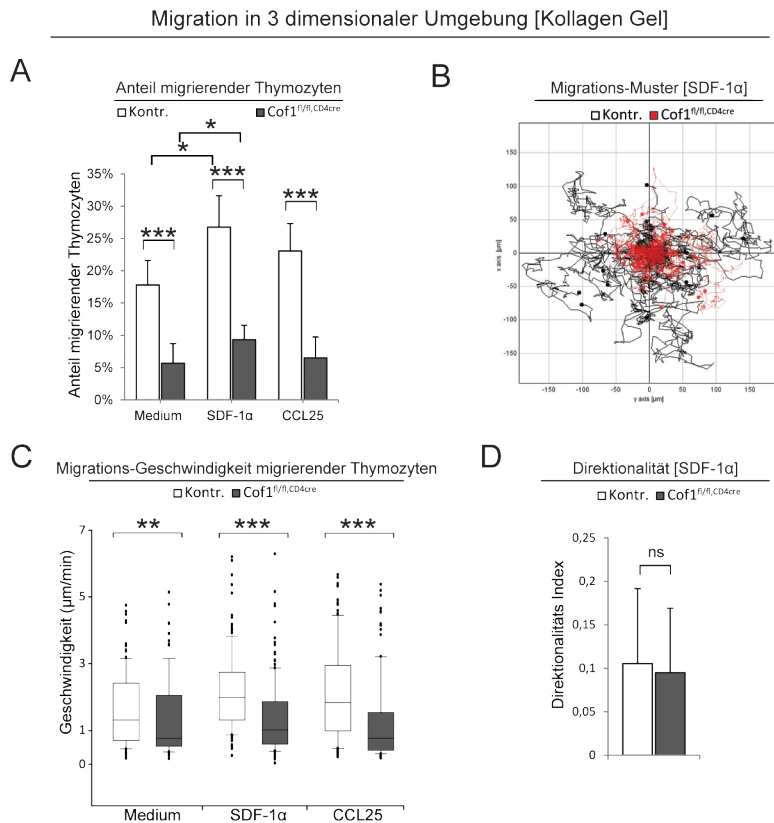 Migration in 3 dimensionaler Umgebung [Kollagen Gel]
A
Anteil migrierender Thymozyten
Kontr. Cof1fl/fl,CD4cre
*
*
***
***
***
Anteil migrierender Thymozyten
35%
30%
25%
20%
15%
10%
5%
0%
Medium SDF-1α CCL25
B
Migrations-Muster [SDF-1α]
Kontr. Cof1fl/fl,CD4cre
150
100
50
0
-50
-100
-150
x axis [µm]
-150 -100 -50 0 50 100 150
y axis [µm]
C
Migrations-Geschwindigkeit migrierender Thymozyten
Kontr. Cof1fl/fl,CD4cre
** *** ***
Geschwindigkeit (µm/min)
7
5
3
1
0
Medium SDF-1α CCL25
D
Direktionalität [SDF-1α]
Kontr. Cof1fl/fl,CD4cre
ns
Direktionalitäts Index
0,25
0,2
0,15
0,1
0,05
0